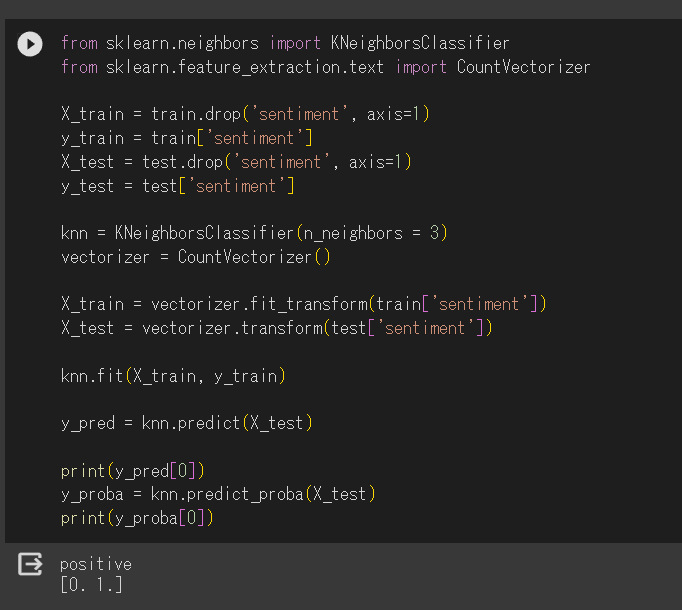 from sklearn.neighbors import KNeighborsClassifier
from sklearn.feature_extraction.text import CountVectorizer
X_train = train.drop('sentiment', axis=1)
y_train = train['sentiment']
X_test = test.drop('sentiment', axis=1)
y_test = test['sentiment']
knn = KNeighborsClassifier(n_neighbors = 3)
vectorizer = CountVectorizer()
X_train = vectorizer.fit_transform(train['sentiment'])
X_test = vectorizer.transform(test['sentiment'])
knn.fit(X_train, y_train)
y_pred = knn.predict(X_test)
print(y_pred[0])
y_proba = knn.predict_proba(X_test)
print(y_proba[0])
positive
[0. 1.]